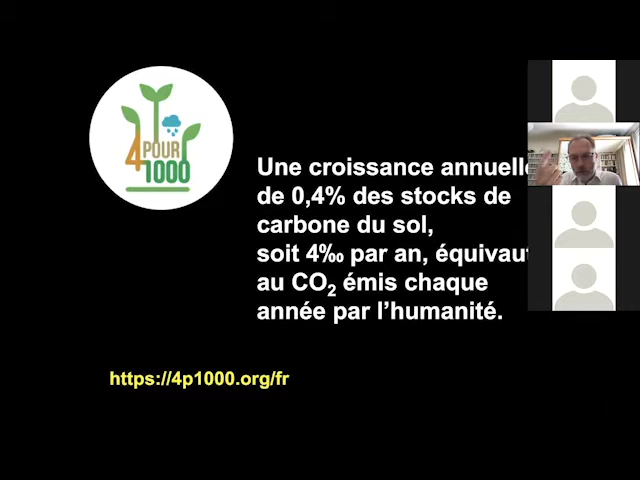 4 POUR
1000
Une croissance annuelle
de 0,4% des stocks de
carbone du sol,
soit 4‰ par an, équivaut
au CO₂ émis chaque
année par l’humanité.
https://4p1000.org/fr